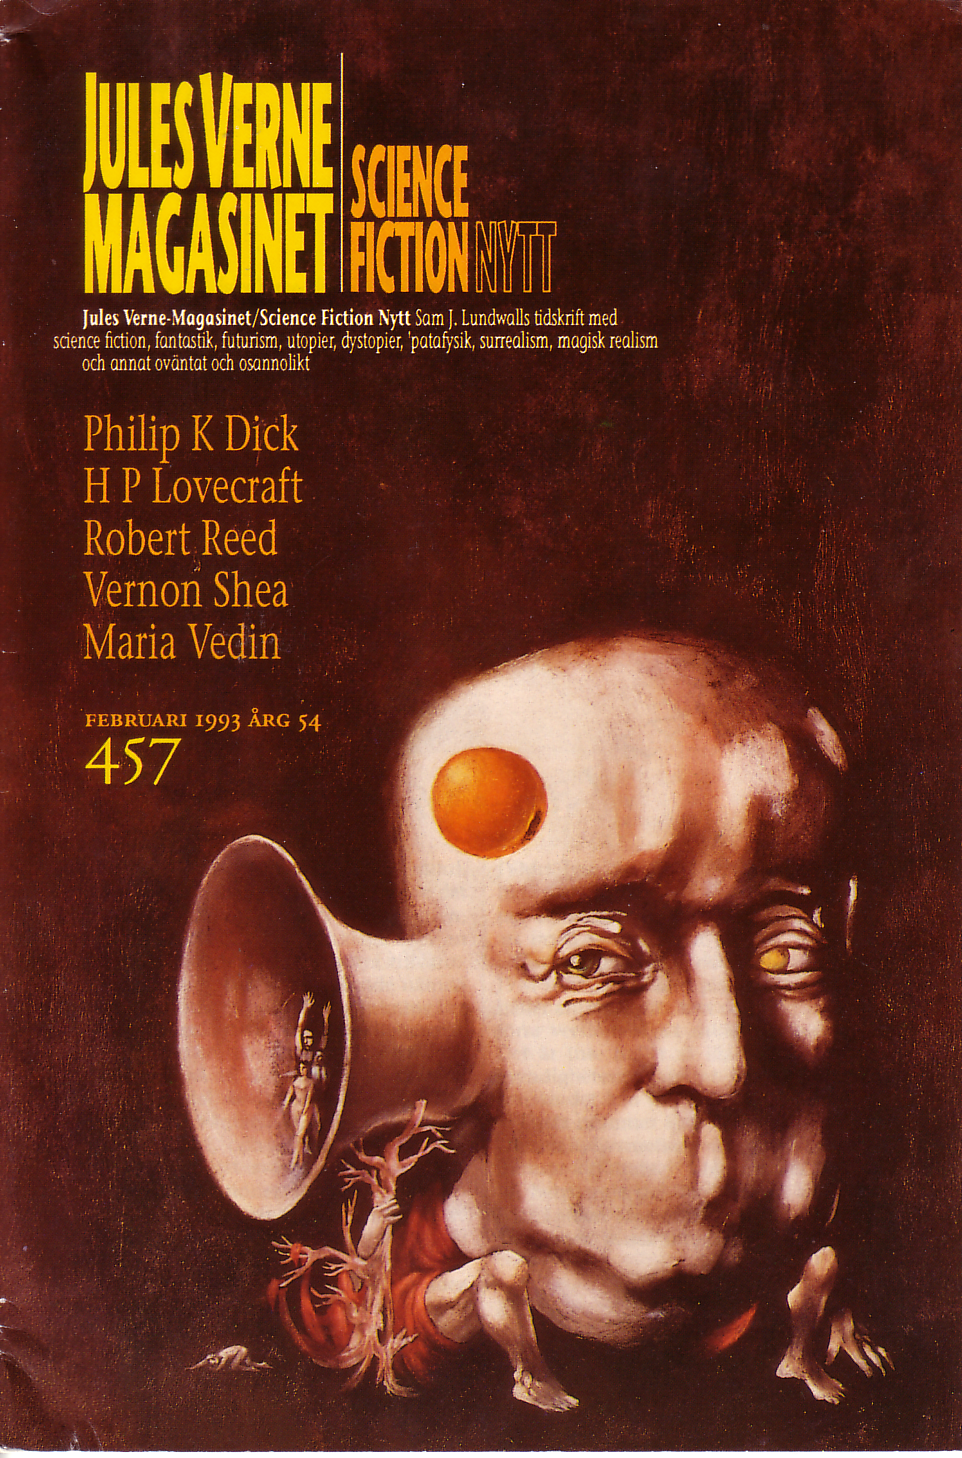 JULES VERNE
MAGASINET
SCIENCE
FICTION NYTT
Jules Verne-Magasinet/Science Fiction Nytt Sam J. Lundwalls tidskrift med
science fiction, fantastik, futurism, utopier, dystopier, 'patafysik, surrealism, magisk realism
och annat oväntat och osannolikt
Philip K Dick
H P Lovecraft
Robert Reed
Vernon Shea
Maria Vedin
FEBRUARI 1993 ÅRG 54
457